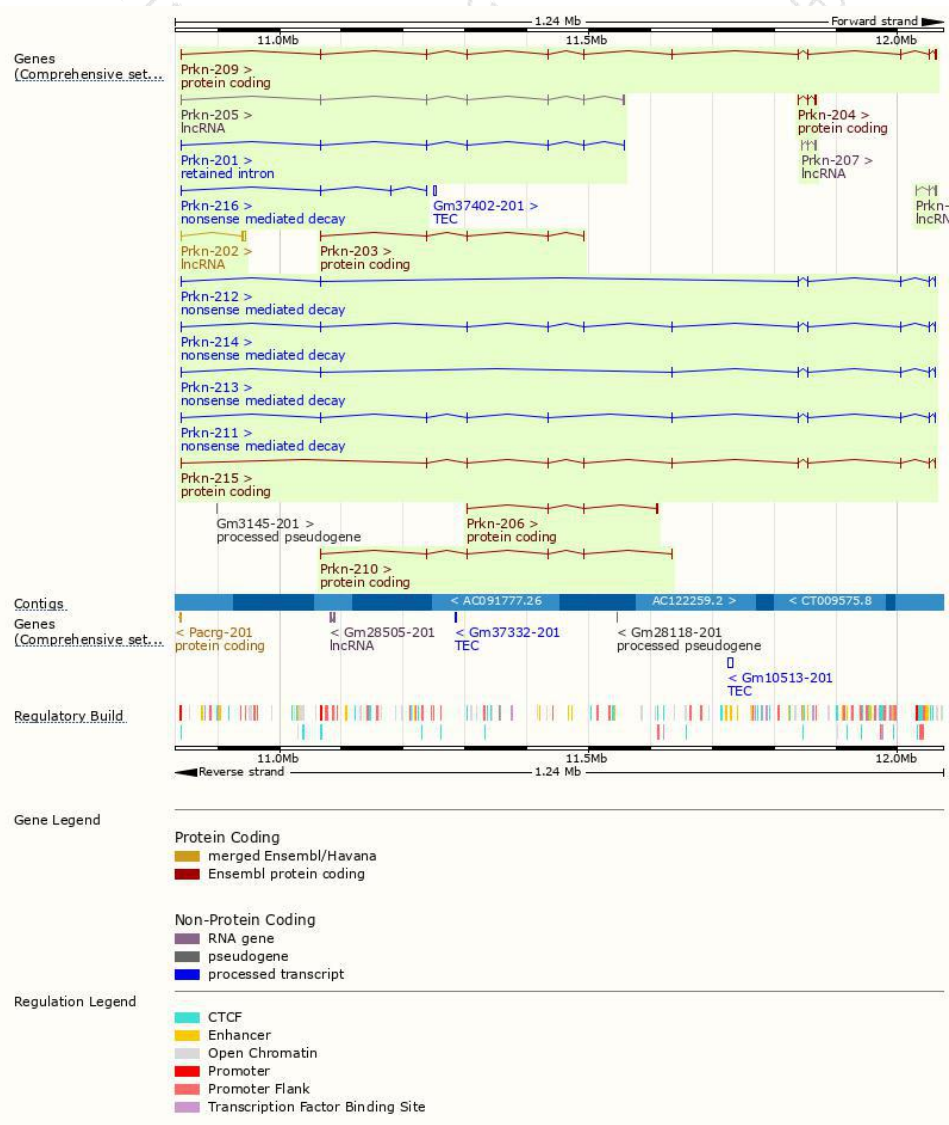 1.24 Mb
Forward strand
11.0Mb 11.5Mb 12.0Mb
Genes
(Comprehensive set...
Prkn-209 >
protein coding
Prkn-205 >
lncRNA
Prkn-204 >
protein coding
Prkn-201 >
retained intron
Prkn-207 >
lncRNA
Prkn-216 >
nonsense mediated decay
Gm37402-201 >
TEC
Prkn-
lncRN
Prkn-202 >
lncRNA
Prkn-203 >
protein coding
Prkn-212 >
nonsense mediated decay
Prkn-214 >
nonsense mediated decay
Prkn-213 >
nonsense mediated decay
Prkn-211 >
nonsense mediated decay
Prkn-215 >
protein coding
Gm3145-201 >
processed pseudogene
Prkn-206 >
protein coding
Prkn-210 >
protein coding
Contigs
< AC091777.26 AC122259.2 > < CT009575.8
Genes
(Comprehensive set...
< Pacrg-201
protein coding
< Gm28505-201
lncRNA
< Gm37332-201
TEC
< Gm28118-201
processed pseudogene
< Gm10513-201
TEC
Regulatory Build
11.0Mb 11.5Mb 12.0Mb
Reverse strand
1.24 Mb
Gene Legend
Protein Coding
merged Ensembl/Havana
Ensembl protein coding
Non-Protein Coding
RNA gene
pseudogene
processed transcript
Regulation Legend
CTCF
Enhancer
Open Chromatin
Promoter
Promoter Flank
Transcription Factor Binding Site